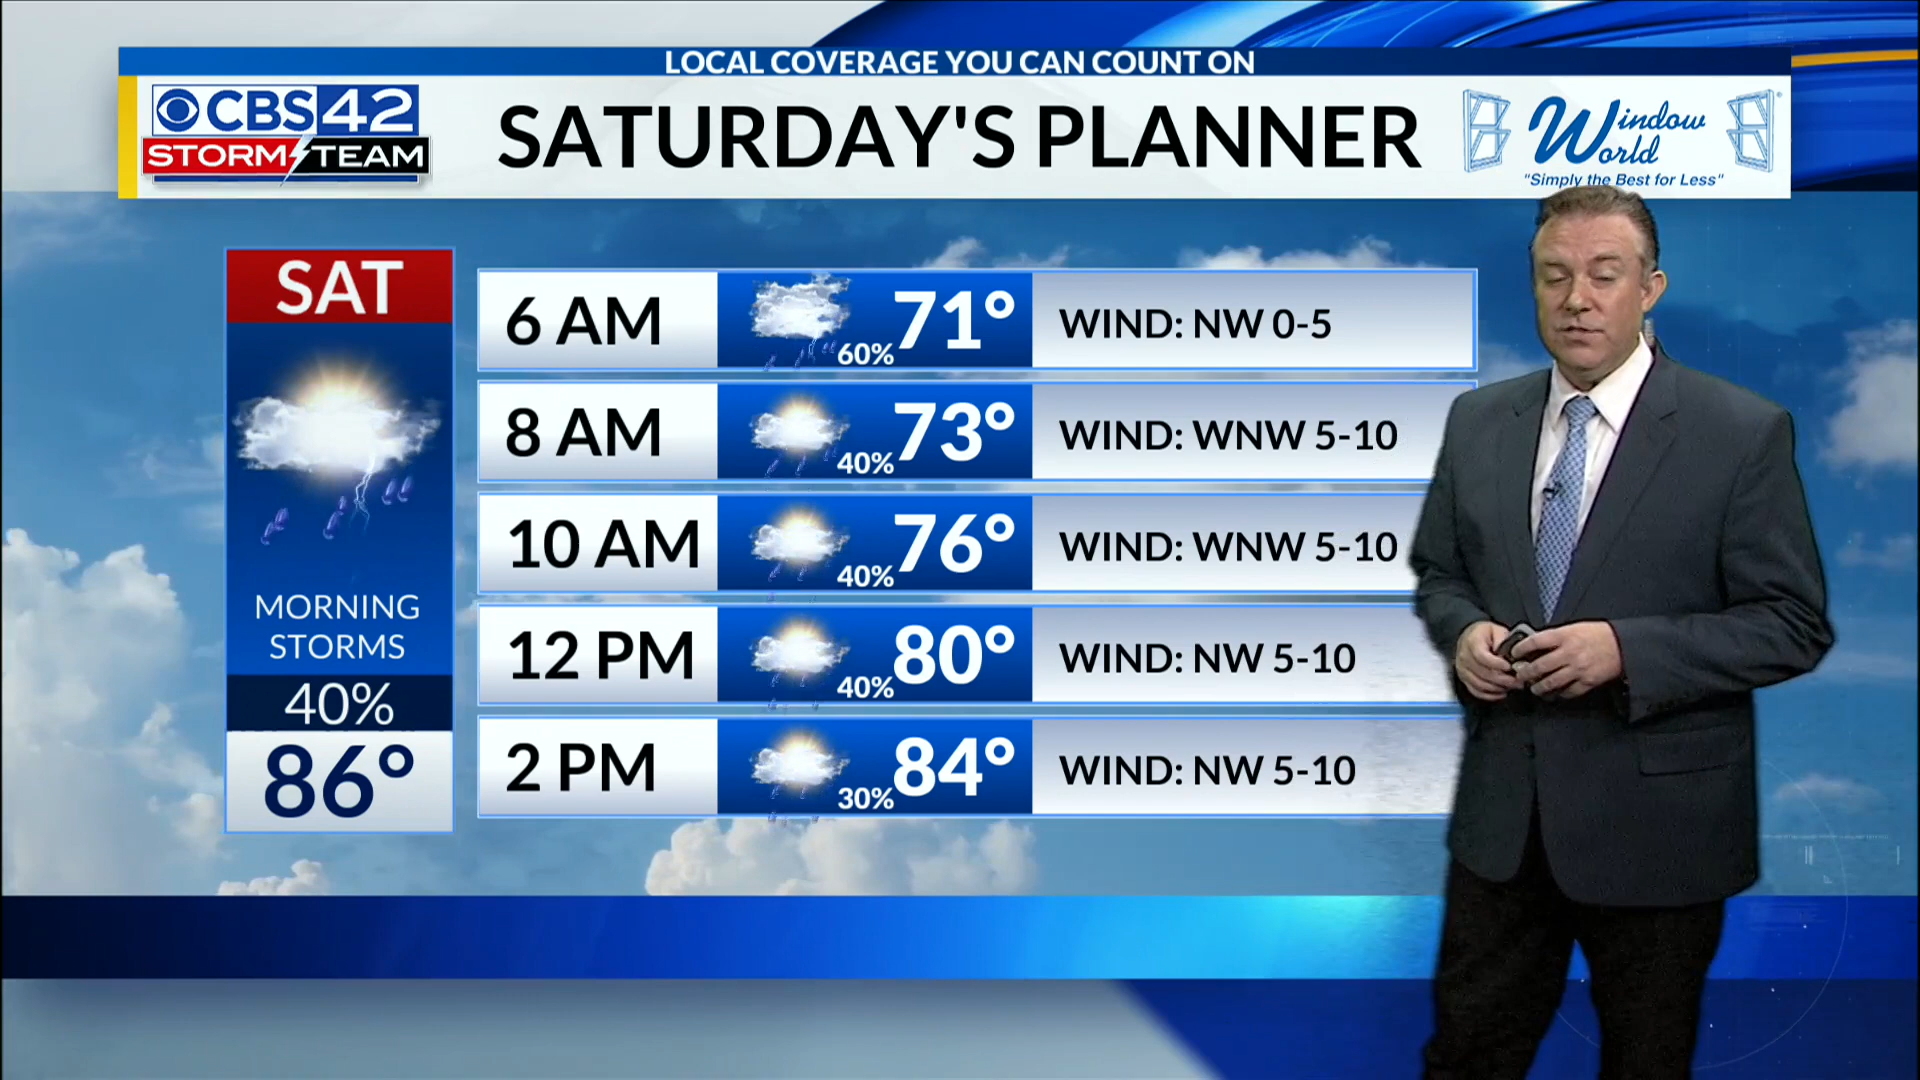 LOCAL COVERAGE YOU CAN COUNT ON
CBS 42
STORM TEAM
SATURDAY'S PLANNER
Window World
"Simply the Best for Less"
SAT
MORNING
STORMS
40%
86°
6 AM 60% 71° WIND: NW 0-5
8 AM 40% 73° WIND: WNW 5-10
10 AM 40% 76° WIND: WNW 5-10
12 PM 40% 80° WIND: NW 5-10
2 PM 30% 84° WIND: NW 5-10